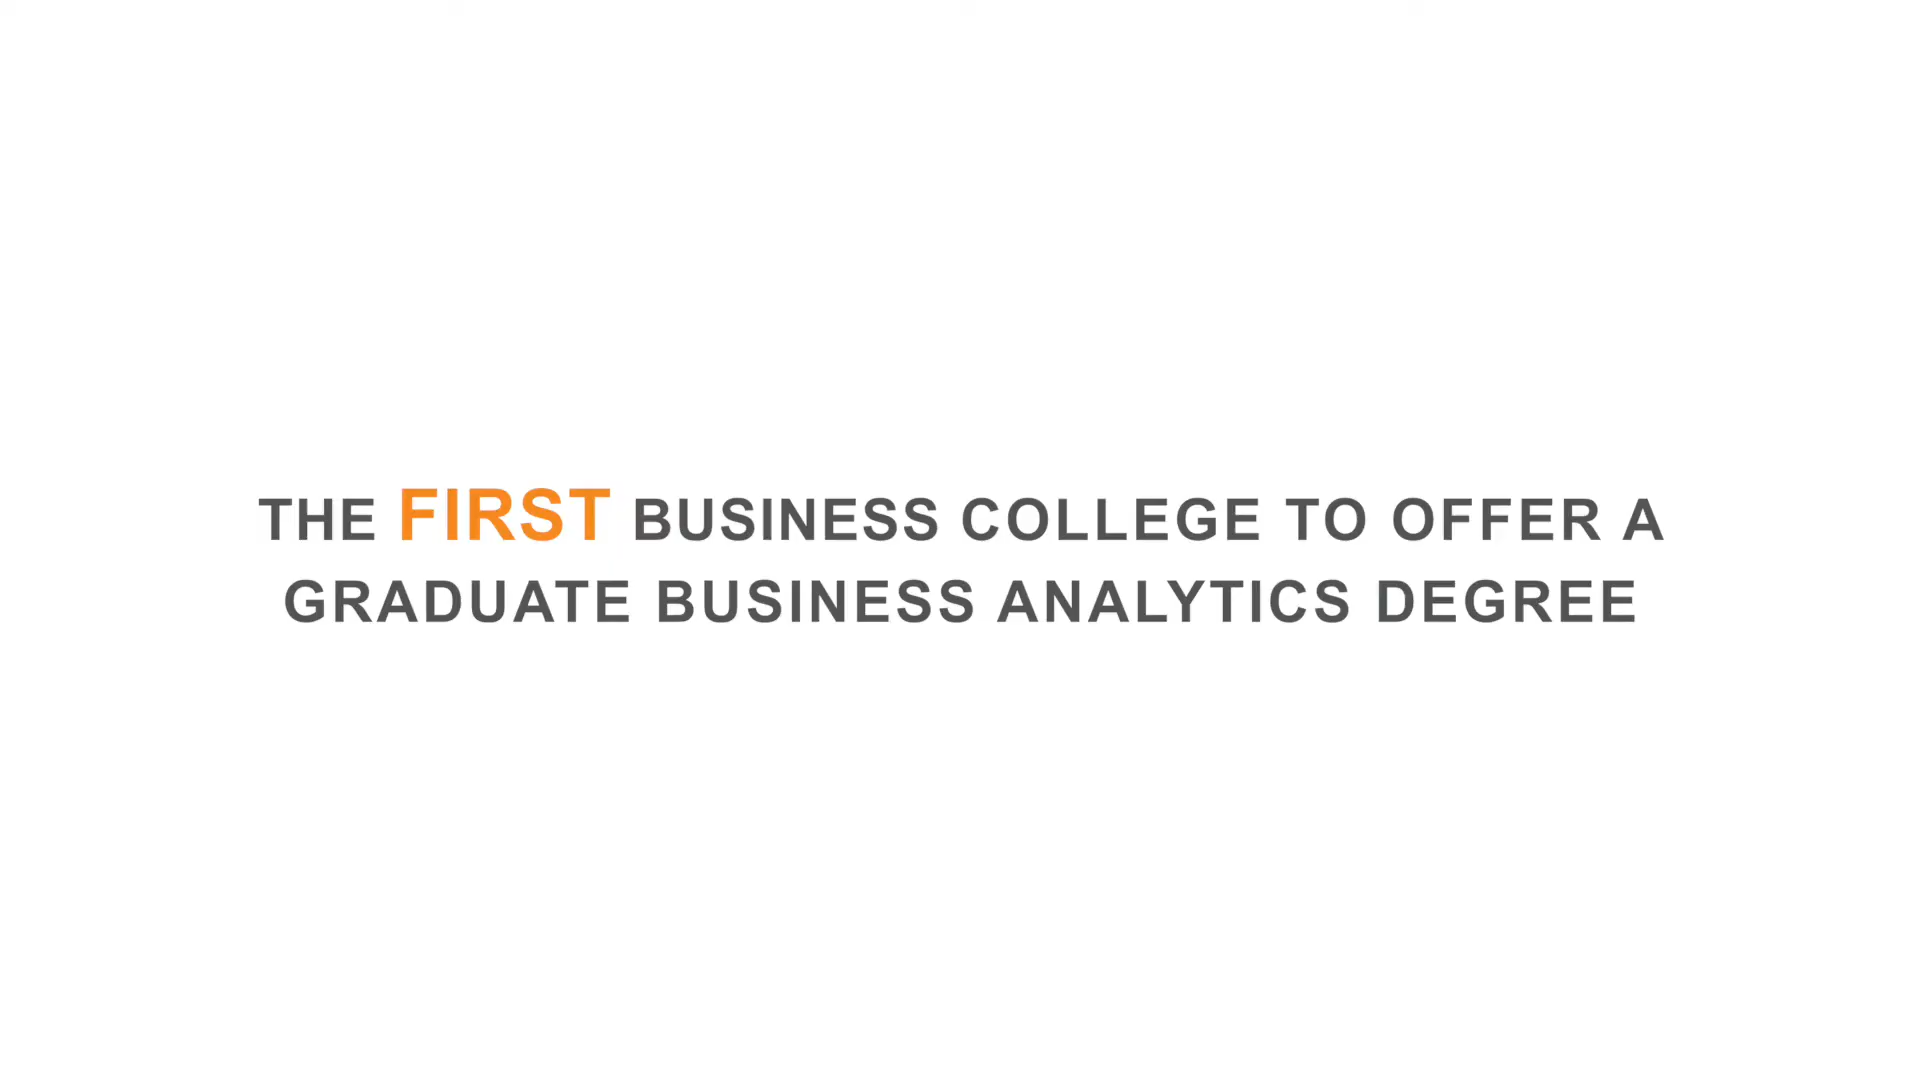 THE FIRST BUSINESS COLLEGE TO OFFER A
GRADUATE BUSINESS ANALYTICS DEGREE